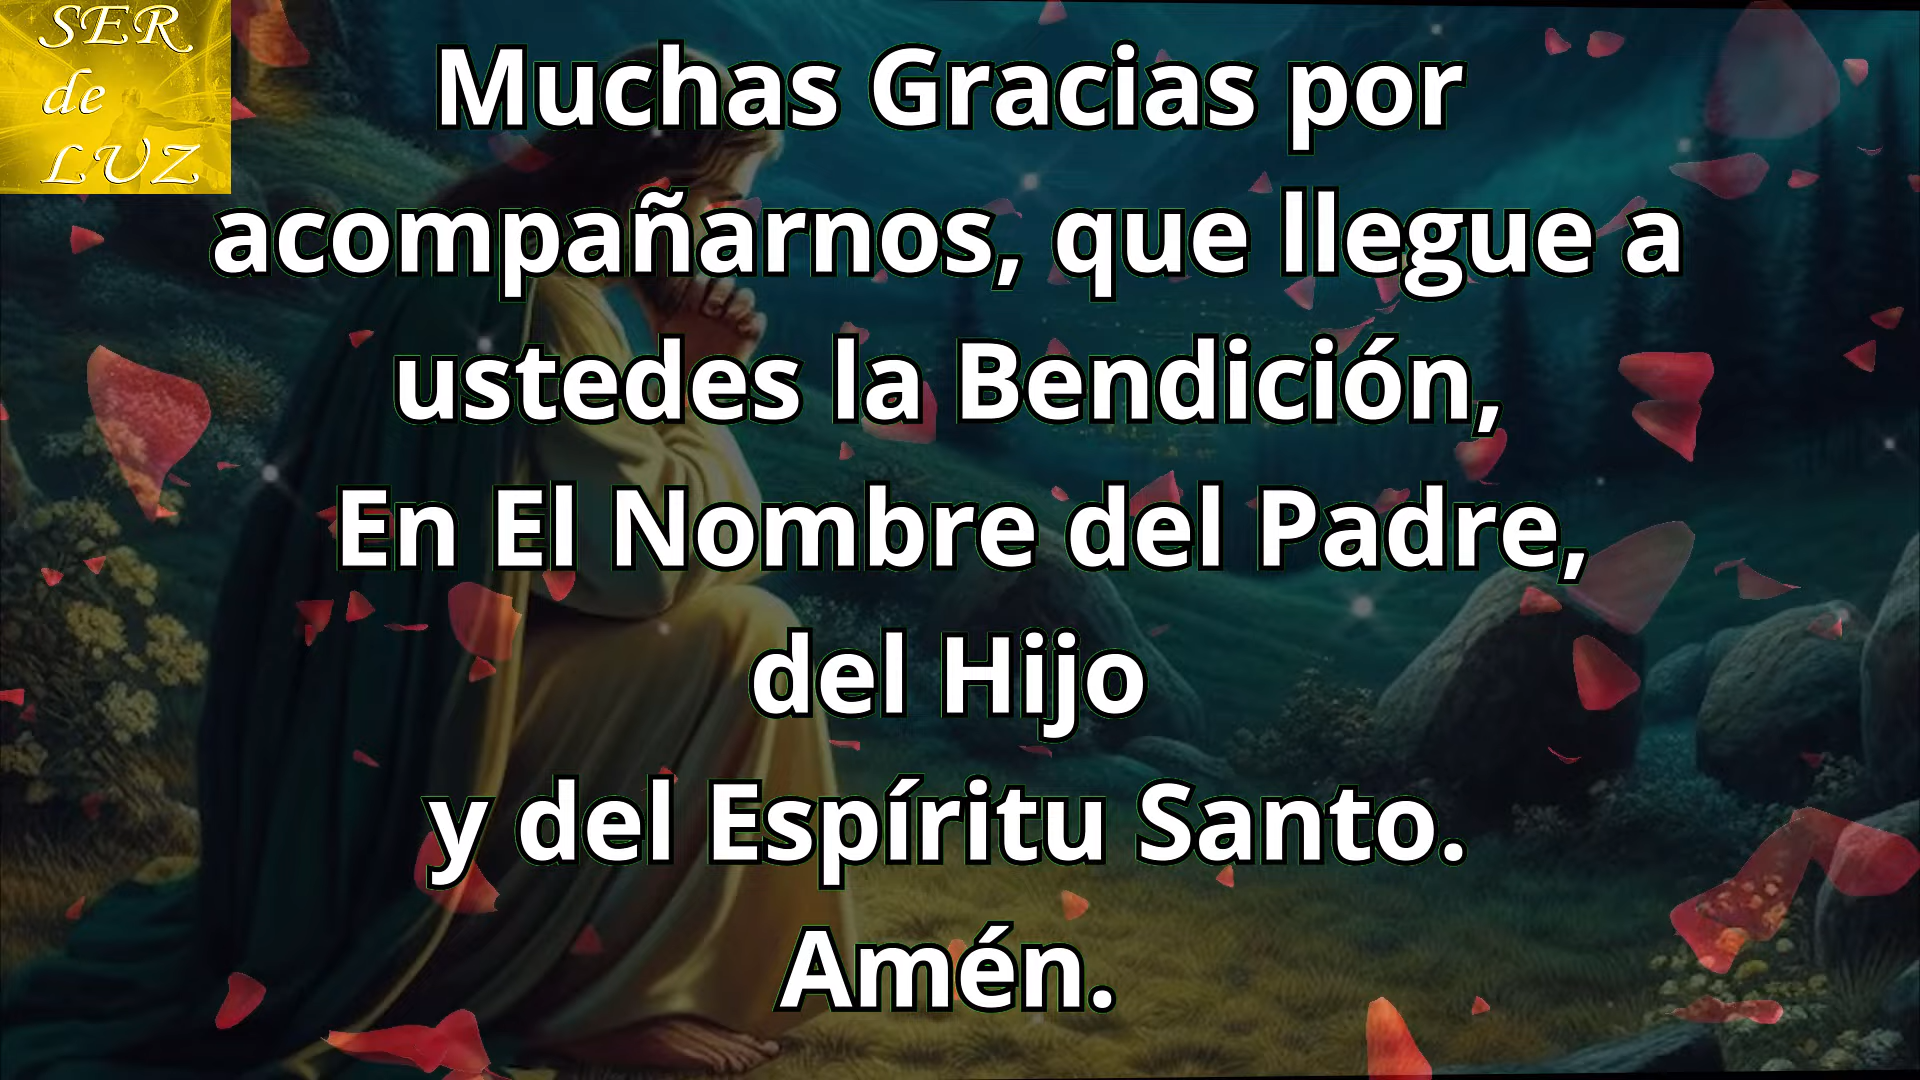 SER
de
LUZ
Muchas Gracias por
acompañarnos, que llegue a
ustedes la Bendición,
En El Nombre del Padre,
del Hijo
y del Espíritu Santo.
Amén.